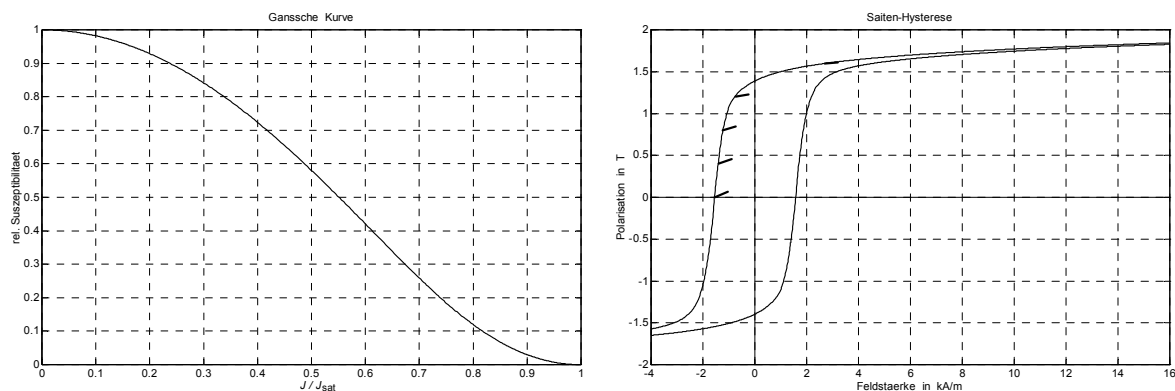 Ganssche Kurve
rel. Suszeptibilitaet
1
0.9
0.8
0.7
0.6
0.5
0.4
0.3
0.2
0.1
0
0 0.1 0.2 0.3 0.4 0.5 0.6 0.7 0.8 0.9 1
J / Jsat
Saiten-Hysterese
Polarisation in T
2
1.5
1
0.5
0
-0.5
-1
-1.5
-2
-4 -2 0 2 4 6 8 10 12 14 16
Feldstaerke in kA/m